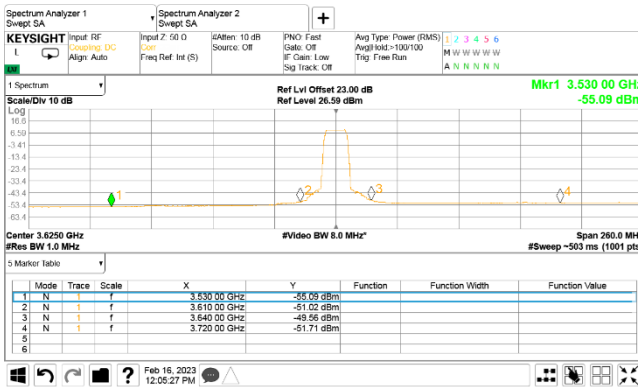 Spectrum Analyzer 1
Swept SA
Spectrum Analyzer 2
Swept SA
+
KEYSIGHT
L
Input: RF
Coupling: DC
Align: Auto
Input Z: 50 Ω
Corr
Freq Ref: Int (S)
#Atten: 10 dB
Source: Off
PNO: Fast
Gate: Off
IF Gain: Low
Sig Track: Off
Avg Type: Power (RMS)
Avg|Hold:>100/100
Trig: Free Run
1 2 3 4 5 6
M W W W W W
A N N N N N
1 Spectrum
Scale/Div 10 dB
Ref Lvl Offset 23.00 dB
Ref Level 26.59 dBm
Mkr1 3.530 00 GHz
-55.09 dBm
Log
16.6
6.59
-3.41
-13.4
-23.4
-33.4
-43.4
-53.4
-63.4
1
2
3
4
Center 3.6250 GHz
#Res BW 1.0 MHz
#Video BW 8.0 MHz*
Span 260.0 MH
#Sweep ~503 ms (1001 pts
5 Marker Table
Mode Trace Scale X Y Function Function Width Function Value
1 N 1 f 3.530 00 GHz -55.09 dBm
2 N 1 f 3.610 00 GHz -51.02 dBm
3 N 1 f 3.640 00 GHz -49.56 dBm
4 N 1 f 3.720 00 GHz -51.71 dBm
5
6
?
Feb 16, 2023
12:05:27 PM